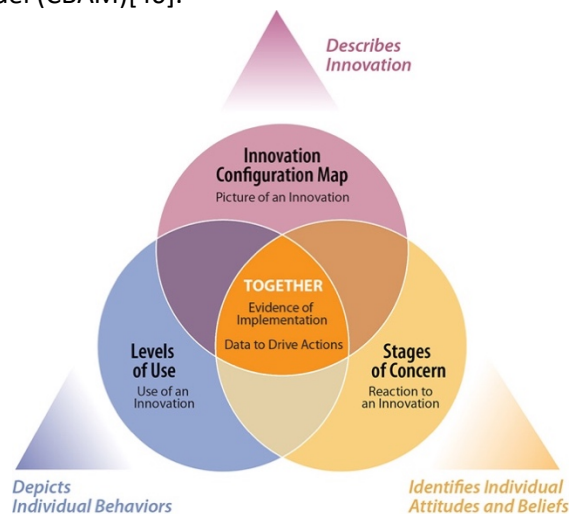 (CBAM)[40].
Describes
Innovation
Innovation
Configuration Map
Picture of an Innovation
TOGETHER
Evidence of
Implementation
Data to Drive Actions
Levels
of Use
Use of an
Innovation
Stages
of Concern
Reaction to
an Innovation
Depicts
Individual Behaviors
Identifies Individual
Attitudes and Beliefs